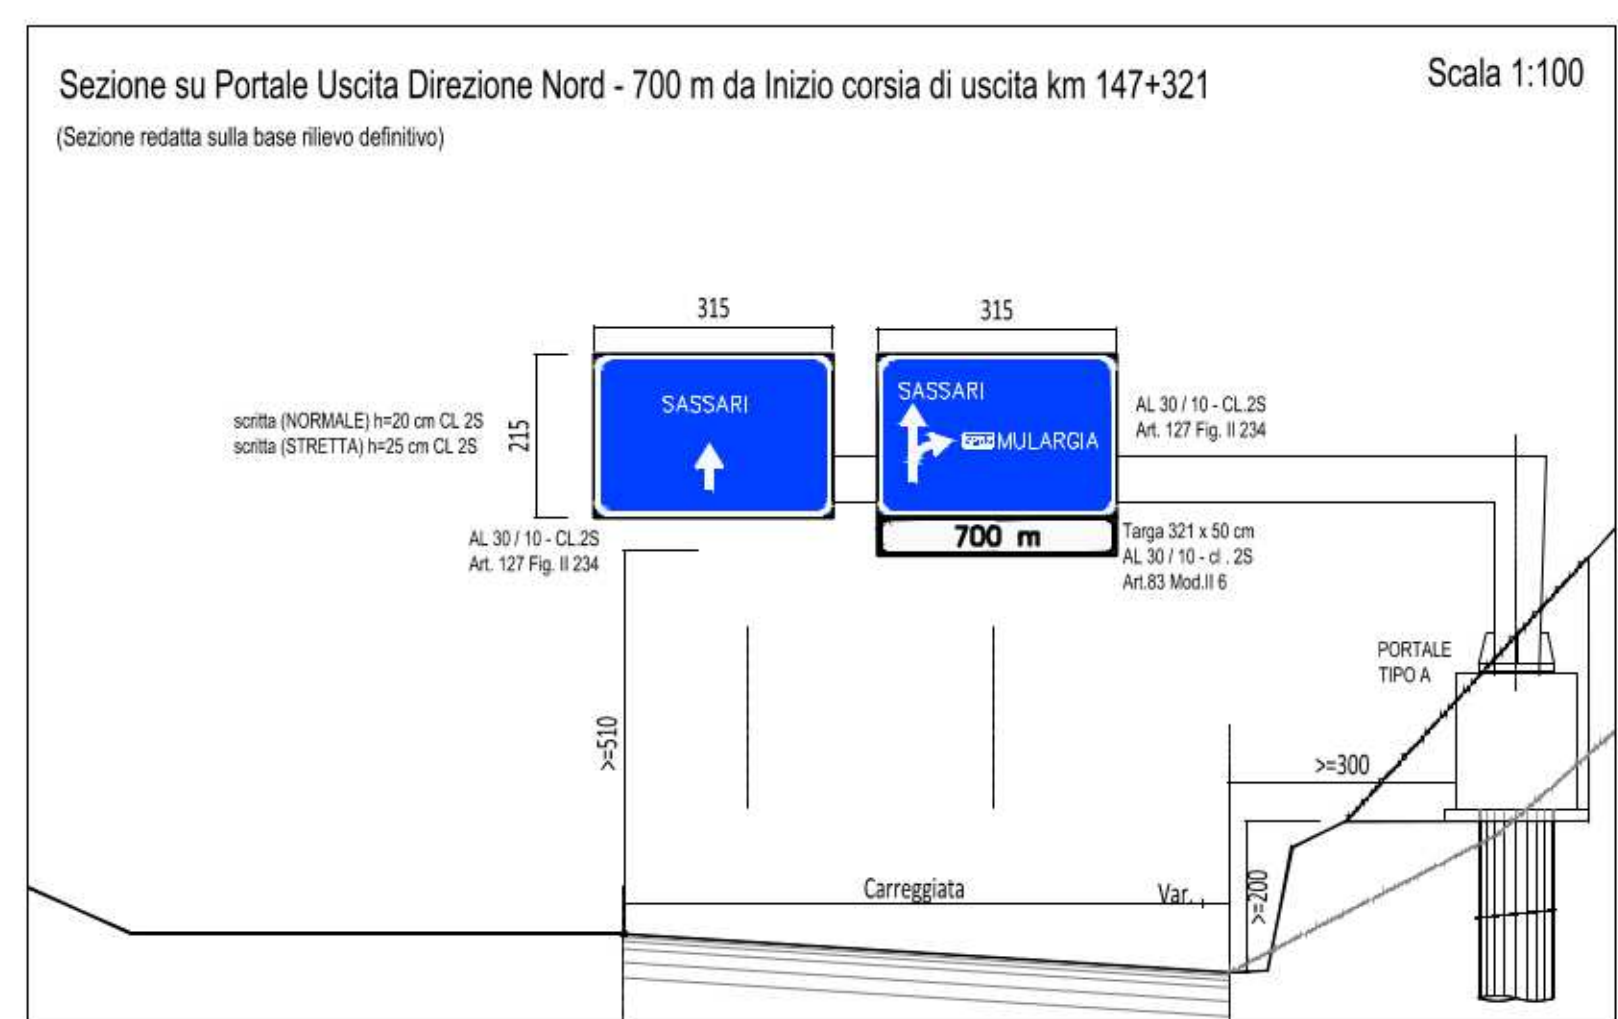 Sezione su Portale Uscita Direzione Nord - 700 m da Inizio corsia di uscita km 147+321
Scala 1:100
(Sezione redatta sulla base rilievo definitivo)
315
315
SASSARI
SASSARI
MULARGIA
scritta (NORMALE) h=20 cm CL 2S
scritta (STRETTA) h=25 cm CL 2S
215
AL 30 / 10 - CL.2S
Art. 127 Fig. II 234
AL 30 / 10 - CL.2S
Art. 127 Fig. II 234
700 m
Targa 321 x 50 cm
AL 30 / 10 - cl . 2S
Art.83 Mod.II 6
PORTALE
TIPO A
>=510
>=300
Carreggiata
Var.
>=200